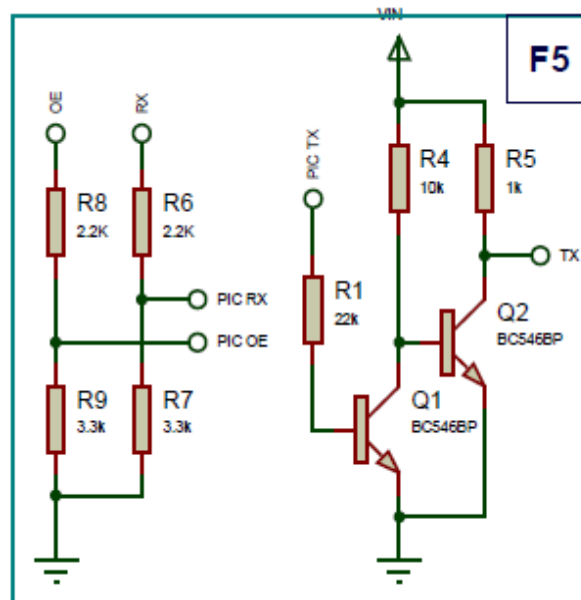 VIN
F5
OE
RX
PIC TX
R8
2.2K
R6
2.2K
R4
10k
R5
1k
TX
PIC RX
PIC OE
R1
22k
Q2
BC546BP
R9
3.3k
R7
3.3k
Q1
BC546BP